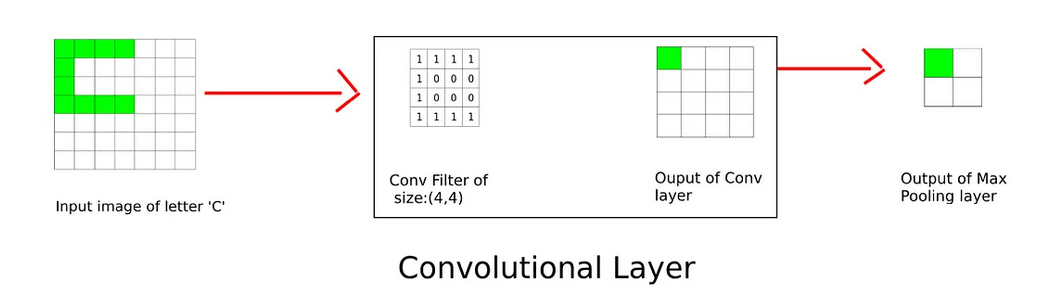 1 1 1 1
1 0 0 0
1 0 0 0
1 1 1 1
Input image of letter 'C'
Conv Filter of
size:(4,4)
Ouput of Conv
layer
Output of Max
Pooling layer
Convolutional Layer